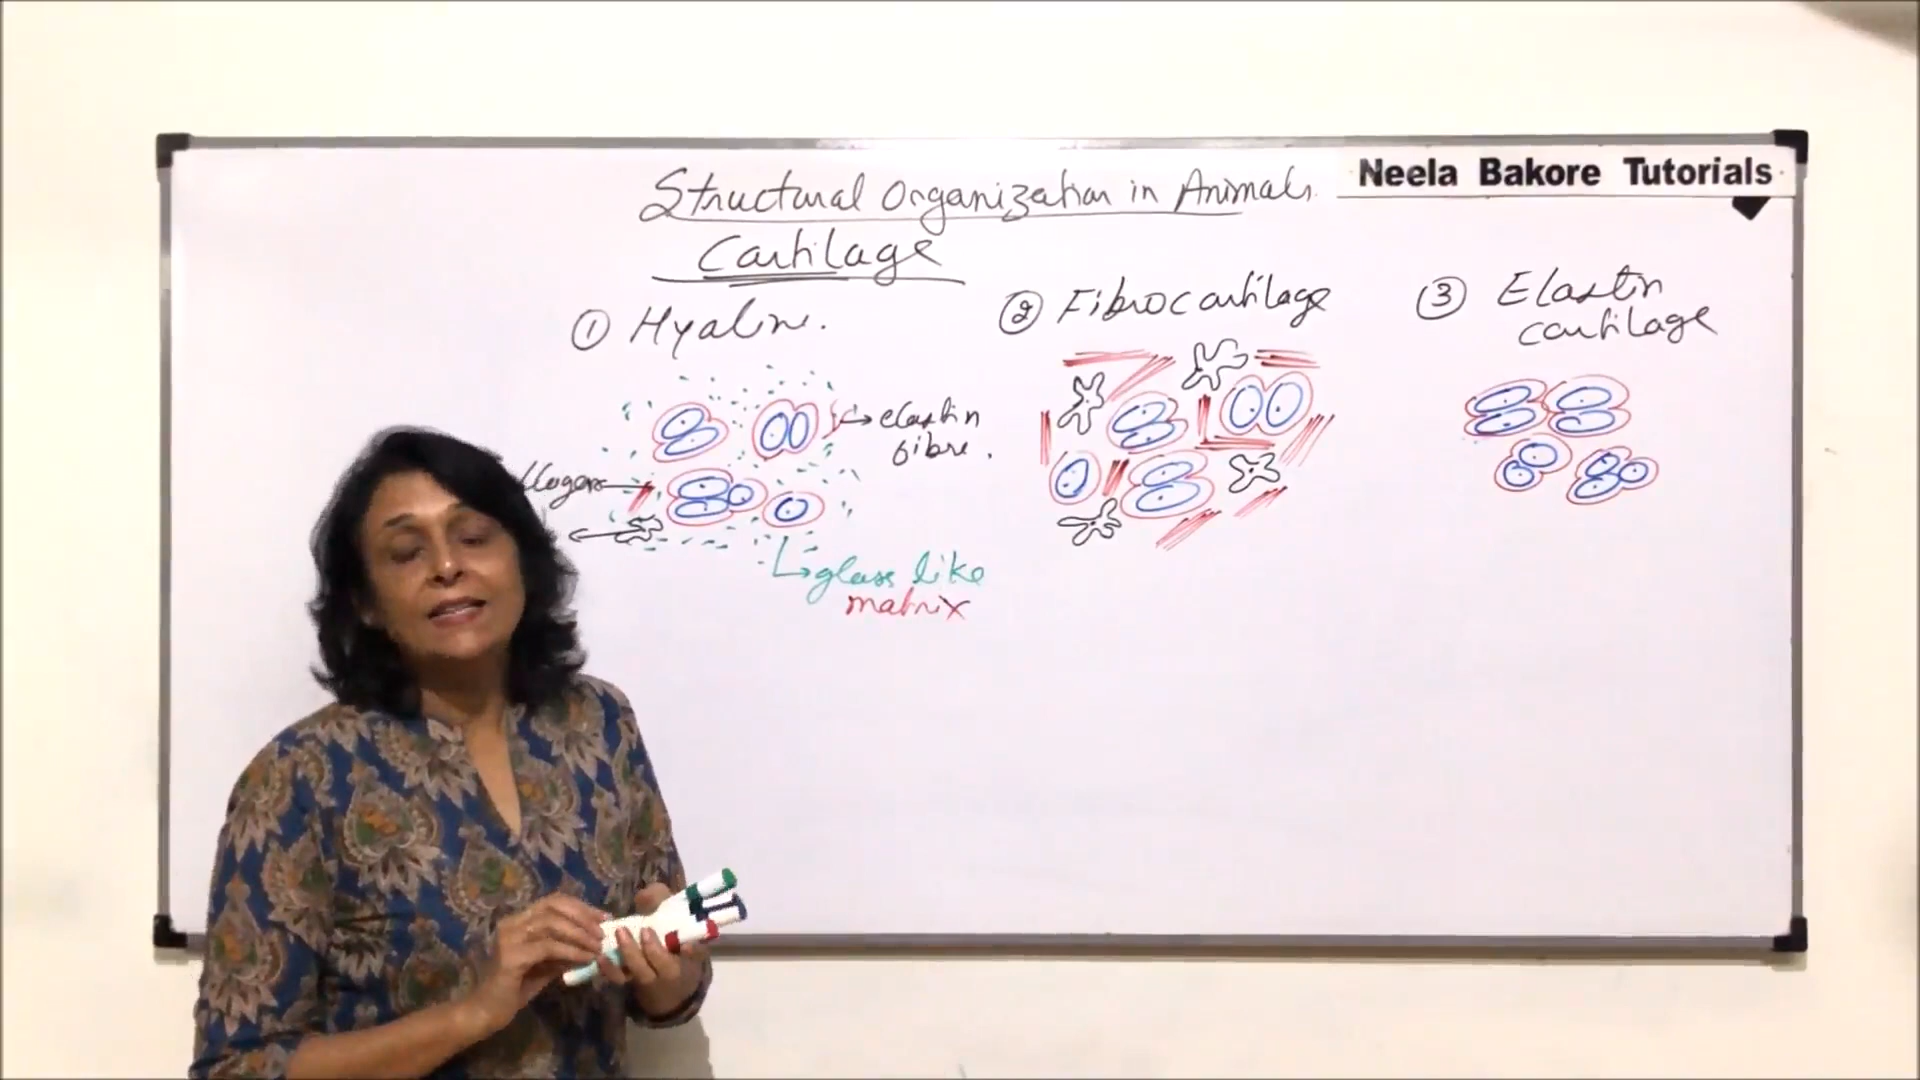 Neela Bakore Tutorials
Structural Organization in Animals
Cartilage
① Hyaline.
② Fibrocartilage
③ Elastin
cartilage
elastin
fibre.
glass like
matrix